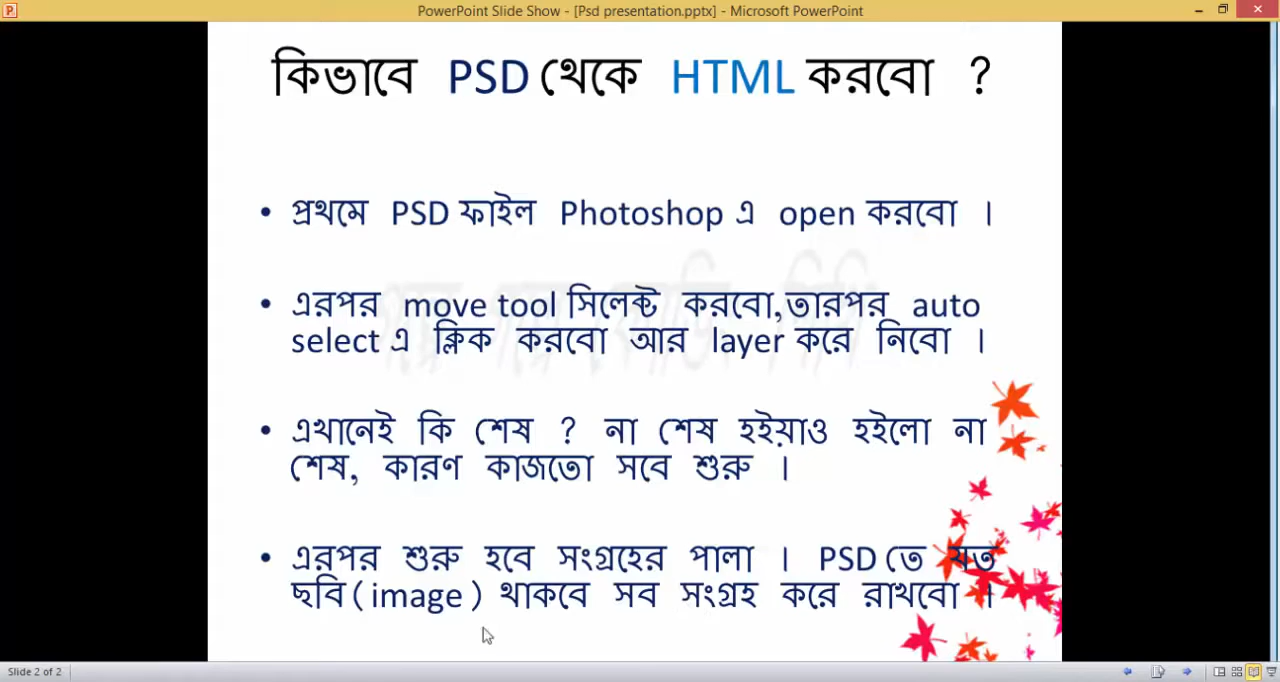 PowerPoint Slide Show - [Psd presentation.pptx] - Microsoft PowerPoint
কিভাবে PSD থেকে HTML করবো ?
• প্রথমে PSD ফাইল Photoshop এ open করবো ।
• এরপর move tool সিলেক্ট করবো,তারপর auto
select এ ক্লিক করবো আর layer করে নিবো ।
• এখানেই কি শেষ ? না শেষ হইয়াও হইলো না
শেষ, কারণ কাজতো সবে শুরু ।
• এরপর শুরু হবে সংগ্রহের পালা । PSD তে যত
ছবি(image) থাকবে সব সংগ্রহ করে রাখবো ।
Slide 2 of 2